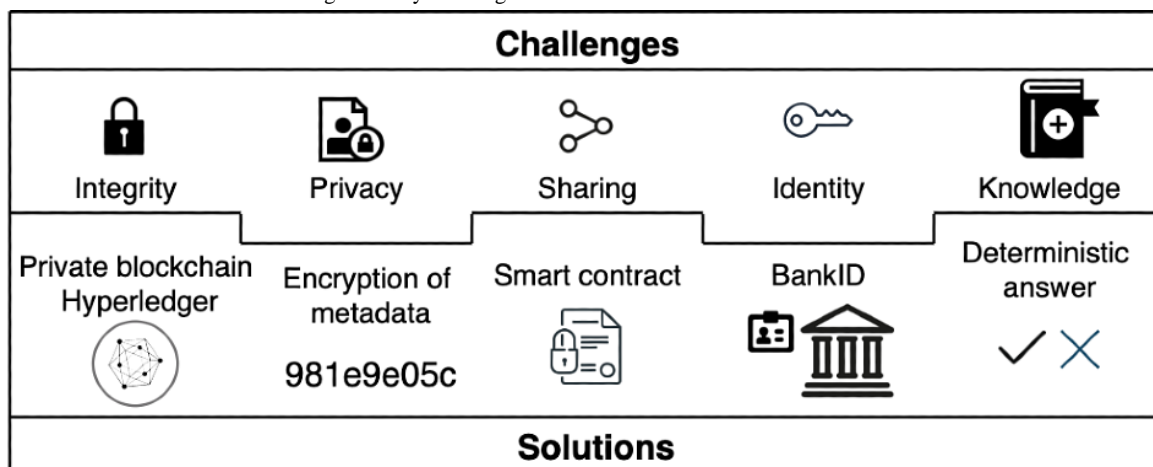 Challenges
Integrity
Privacy
Sharing
Identity
Knowledge
Private blockchain
Hyperledger
Encryption of
metadata
981e9e05c
Smart contract
BankID
Deterministic
answer
Solutions